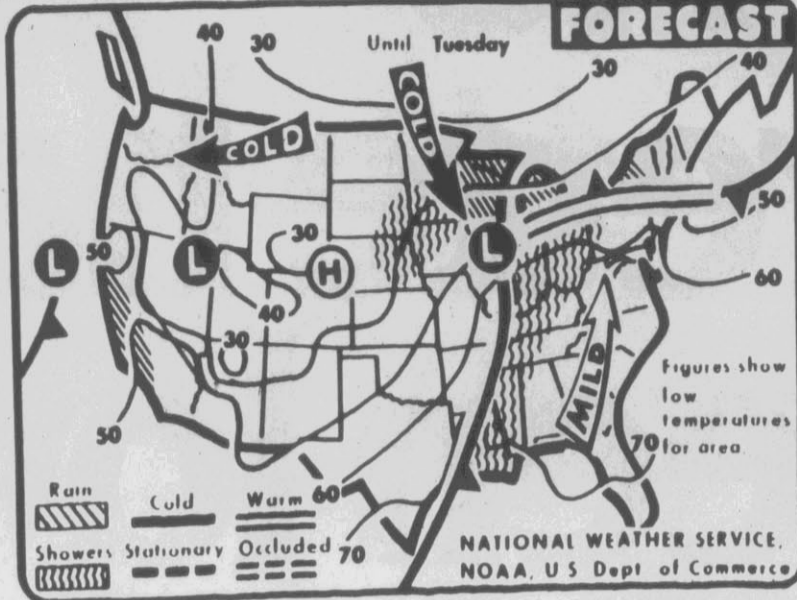 FORECAST
Until Tuesday
40
30
30
40
COLD
COLD
50
L
50
L
30
H
L
60
40
30
Figures show
low
temperatures
for area
MILD
50
70
Rain
Cold
Warm
60
Showers
Stationary
Occluded
70
NATIONAL WEATHER SERVICE,
NOAA, U S Dept of Commerce